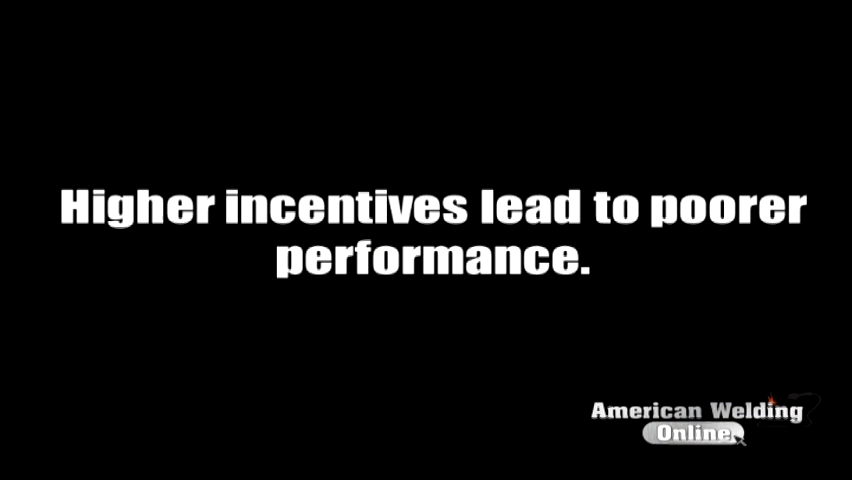 Higher incentives lead to poorer
performance.
American Welding
Online